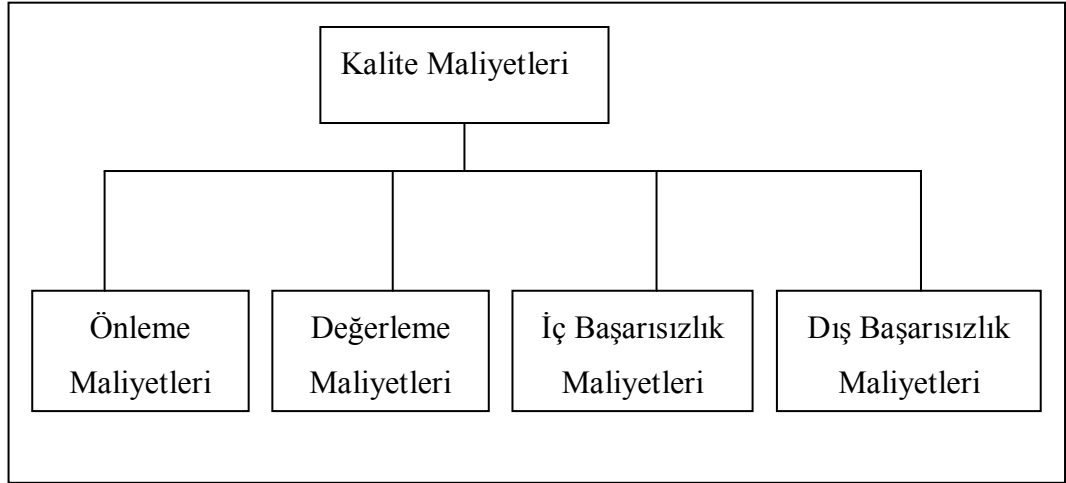 Kalite Maliyetleri
Önleme
Maliyetleri
Değerleme
Maliyetleri
İç Başarısızlık
Maliyetleri
Dış Başarısızlık
Maliyetleri